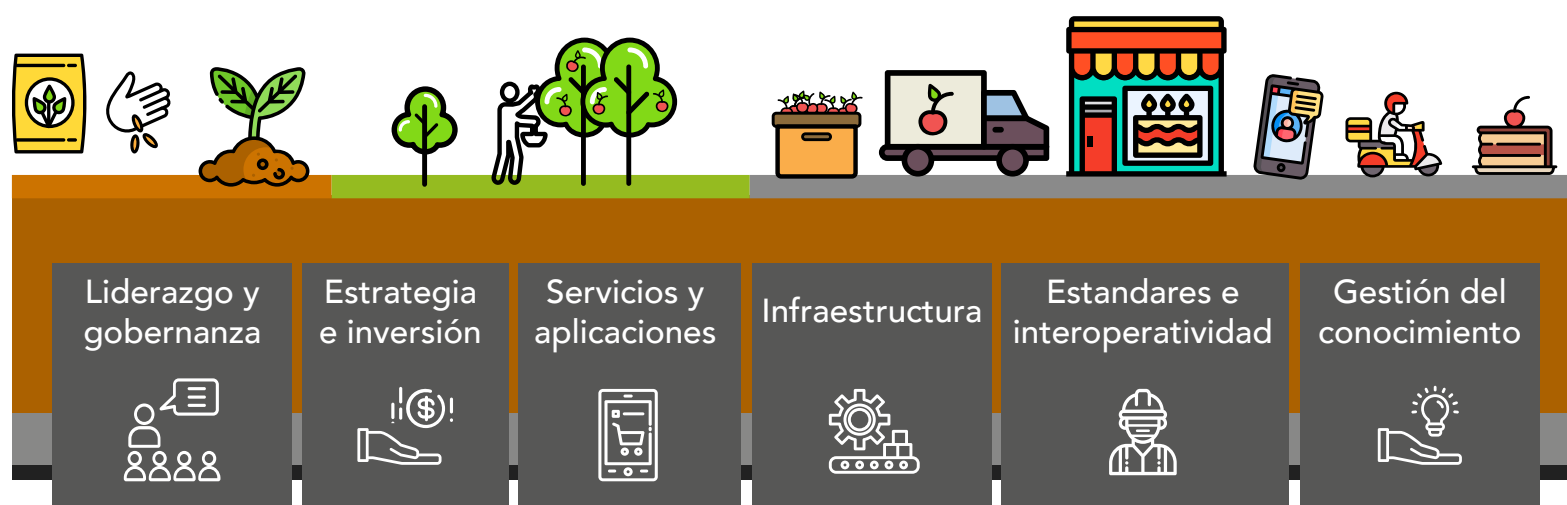 Liderazgo y
gobernanza
Estrategia
e inversión
Servicios y
aplicaciones
Infraestructura
Estandares e
interoperatividad
Gestión del
conocimiento